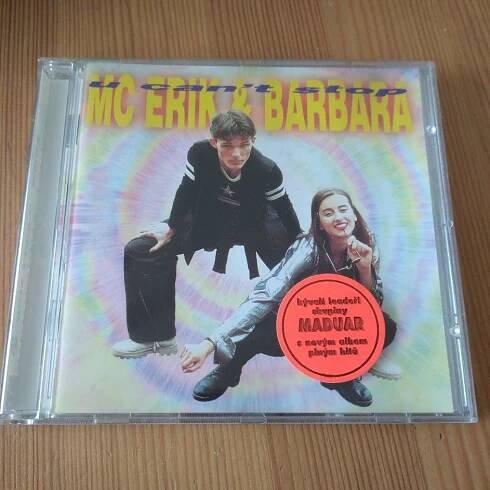 u can't stop
MC ERIK & BARBARA
bývalí leadeři
skupiny
MADUAR
s novým albem
plným hitů